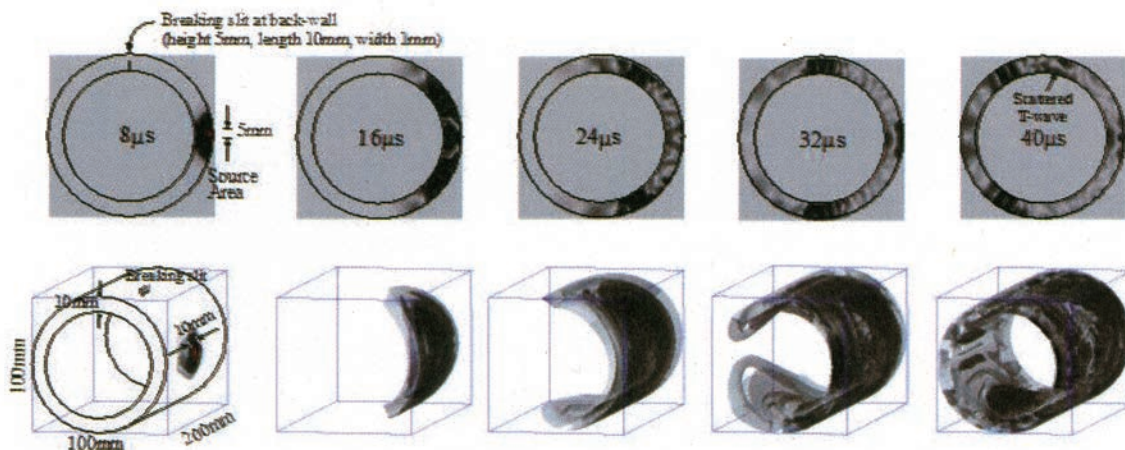 Breaking slit at back-wall
(height 5mm, length 10mm, width 1mm)
8μs
5mm
Source
Area
16μs
24μs
32μs
Scattered
T-wave
40μs
Breaking slit
10mm
10mm
100mm
100mm
200mm